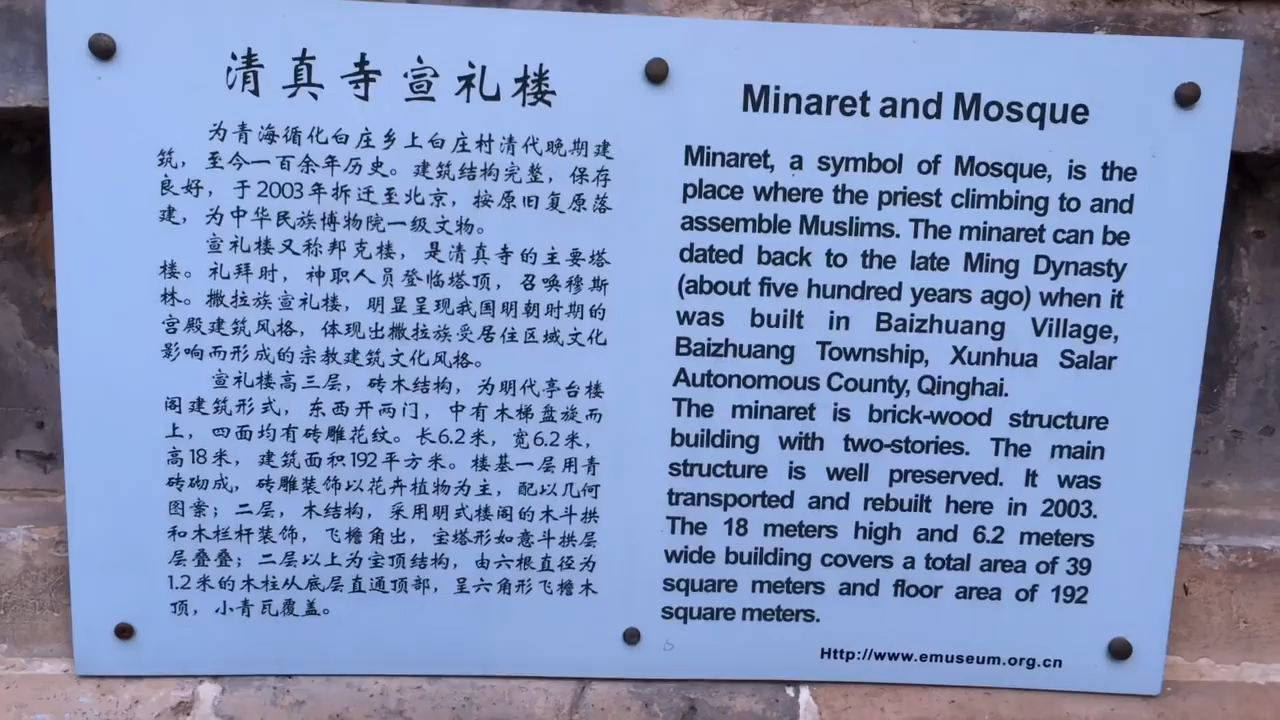 清真寺宣礼楼
为青海循化白庄乡上白庄村清代晚期建
筑，至今一百余年历史。建筑结构完整，保存
良好，于2003年拆迁至北京，按原旧复原落
建，为中华民族博物院一级文物。
宣礼楼又称邦克楼，是清真寺的主要塔
楼。礼拜时，神职人员登临塔顶，召唤穆斯
林。撒拉族宣礼楼，明显呈现我国明朝时期的
宫殿建筑风格，体现出撒拉族受居住区域文化
影响而形成的宗教建筑文化风格。
宣礼楼高三层，砖木结构，为明代亭台楼
阁建筑形式，东西开两门，中有木梯盘旋而
上，四面均有砖雕花纹。长6.2米，宽6.2米，
高18米，建筑面积192平方米。楼基一层用青
砖砌成，砖雕装饰以花卉植物为主，配以几何
图案；二层，木结构，采用明式楼阁的木斗拱
和木栏杆装饰，飞檐角出，宝塔形如意斗拱层
层叠叠；二层以上为宝顶结构，由六根直径为
1.2米的木柱从底层直通顶部，呈六角形飞檐木
顶，小青瓦覆盖。
Minaret and Mosque
Minaret, a symbol of Mosque, is the
place where the priest climbing to and
assemble Muslims. The minaret can be
dated back to the late Ming Dynasty
(about five hundred years ago) when it
was built in Baizhuang Village,
Baizhuang Township, Xunhua Salar
Autonomous County, Qinghai.
The minaret is brick-wood structure
building with two-stories. The main
structure is well preserved. It was
transported and rebuilt here in 2003.
The 18 meters high and 6.2 meters
wide building covers a total area of 39
square meters and floor area of 192
square meters.
Http://www.emuseum.org.cn